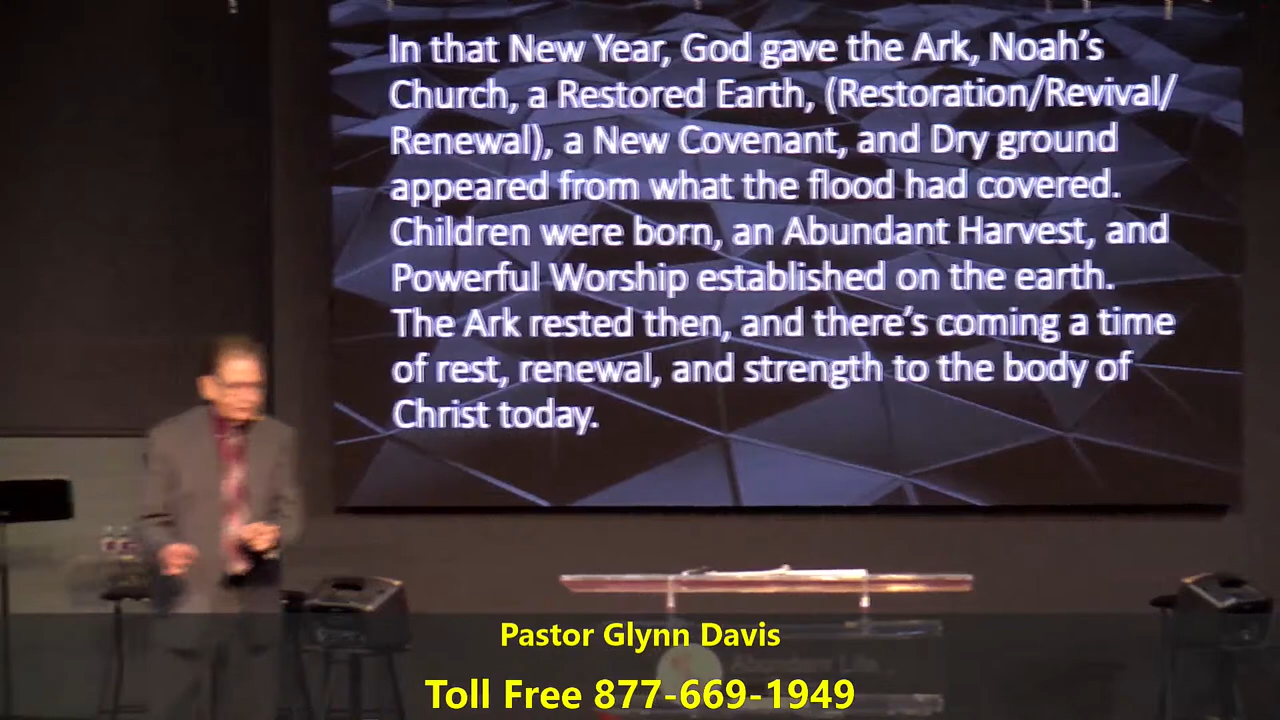 In that New Year, God gave the Ark, Noah's
Church, a Restored Earth, (Restoration/Revival/
Renewal), a New Covenant, and Dry ground
appeared from what the flood had covered.
Children were born, an Abundant Harvest, and
Powerful Worship established on the earth.
The Ark rested then, and there's coming a time
of rest, renewal, and strength to the body of
Christ today.
Pastor Glynn Davis
Toll Free 877-669-1949